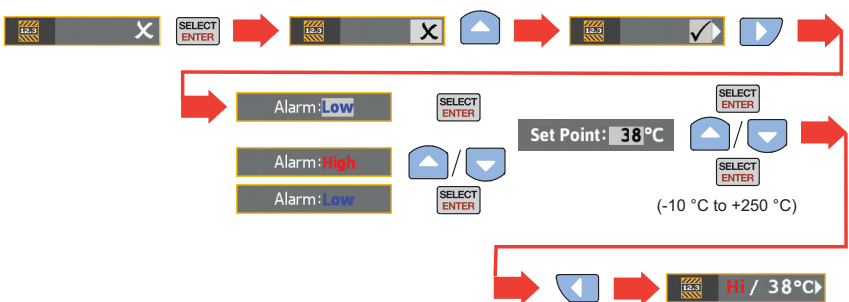 12.3 X
SELECT
ENTER
12.3 X
12.3 ✓
Alarm:Low
SELECT
ENTER
Alarm:High
Alarm:Low
SELECT
ENTER
Set Point: 38°C
SELECT
ENTER
/
SELECT
ENTER
(-10 °C to +250 °C)
12.3 Hi / 38°C